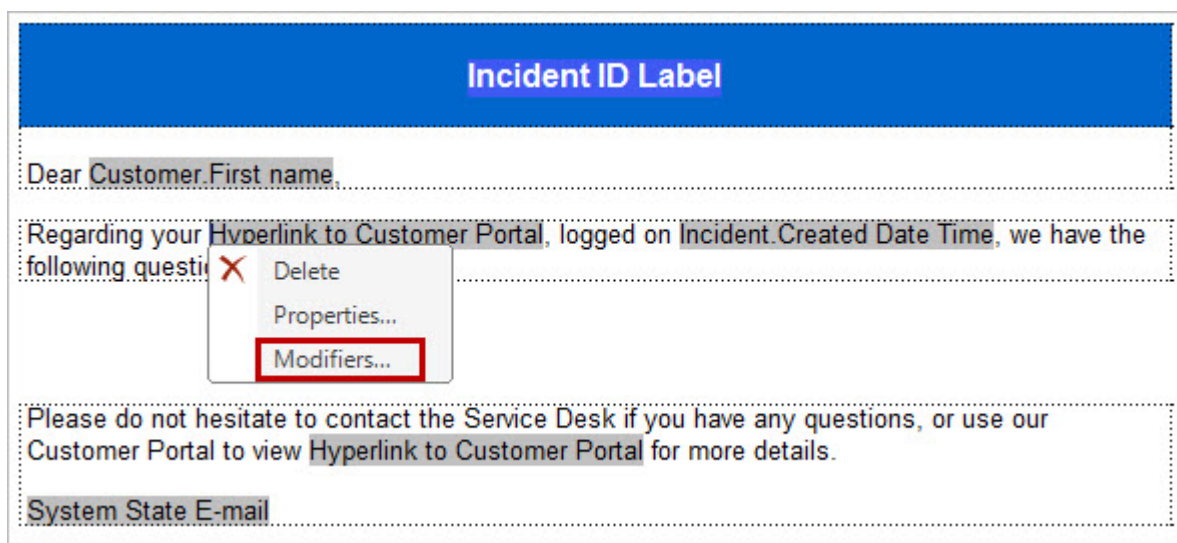 Incident ID Label
Dear Customer.First name,
Regarding your Hyperlink to Customer Portal, logged on Incident.Created Date Time, we have the
following questi
Delete
Properties...
Modifiers...
Please do not hesitate to contact the Service Desk if you have any questions, or use our
Customer Portal to view Hyperlink to Customer Portal for more details.
System State E-mail